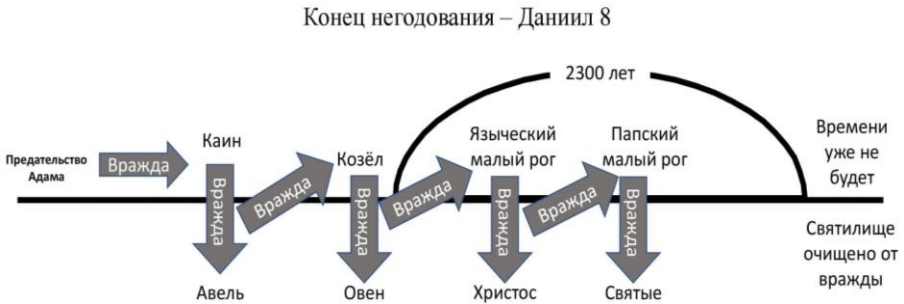 Конец негодования – Даниил 8
2300 лет
Предательство
Адама
Вражда
Каин
Вражда
Авель
Вражда
Козёл
Вражда
Овен
Вражда
Языческий
малый рог
Вражда
Христос
Вражда
Папский
малый рог
Вражда
Святые
Времени
уже не
будет
Святилище
очищено от
вражды